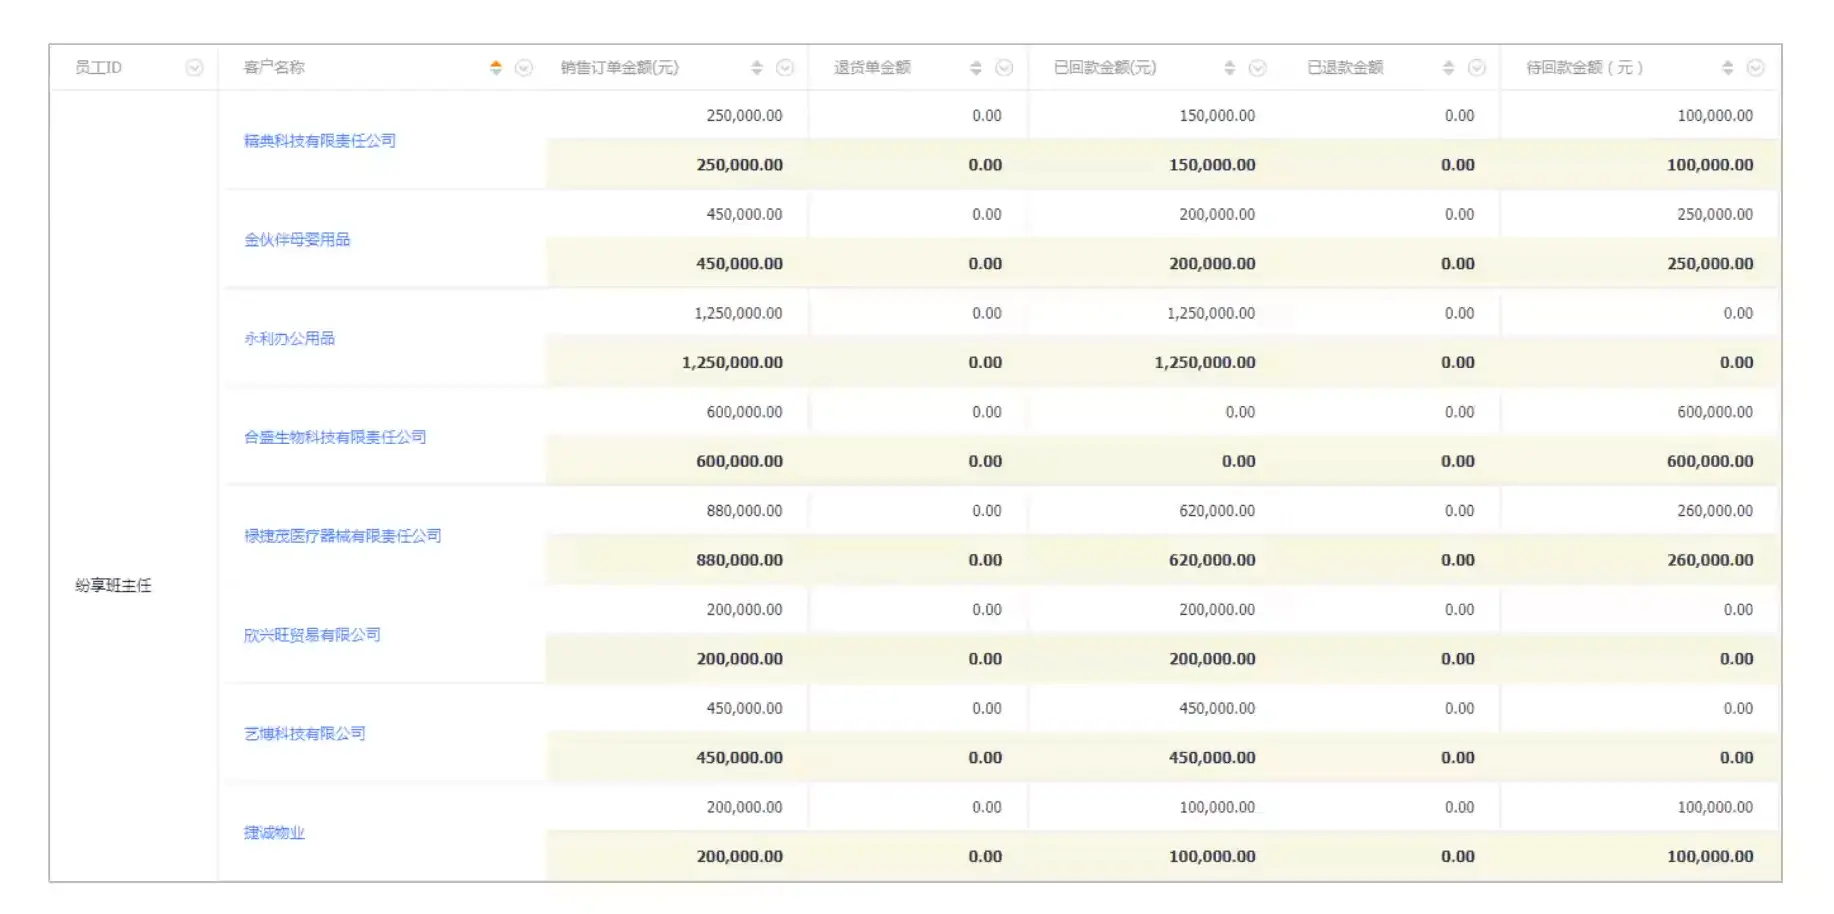 员工ID 客户名称 销售订单金额(元) 退货单金额 已回款金额(元) 已退款金额 待回款金额（元）
250,000.00 0.00 150,000.00 0.00 100,000.00
精典科技有限责任公司
250,000.00 0.00 150,000.00 0.00 100,000.00
450,000.00 0.00 200,000.00 0.00 250,000.00
金伙伴母婴用品
450,000.00 0.00 200,000.00 0.00 250,000.00
1,250,000.00 0.00 1,250,000.00 0.00 0.00
永利办公用品
1,250,000.00 0.00 1,250,000.00 0.00 0.00
600,000.00 0.00 0.00 0.00 600,000.00
合盛生物科技有限责任公司
600,000.00 0.00 0.00 0.00 600,000.00
880,000.00 0.00 620,000.00 0.00 260,000.00
禄捷茂医疗器械有限责任公司
880,000.00 0.00 620,000.00 0.00 260,000.00
纷享班主任
200,000.00 0.00 200,000.00 0.00 0.00
欣兴旺贸易有限公司
200,000.00 0.00 200,000.00 0.00 0.00
450,000.00 0.00 450,000.00 0.00 0.00
艺博科技有限公司
450,000.00 0.00 450,000.00 0.00 0.00
200,000.00 0.00 100,000.00 0.00 100,000.00
捷诚物业
200,000.00 0.00 100,000.00 0.00 100,000.00